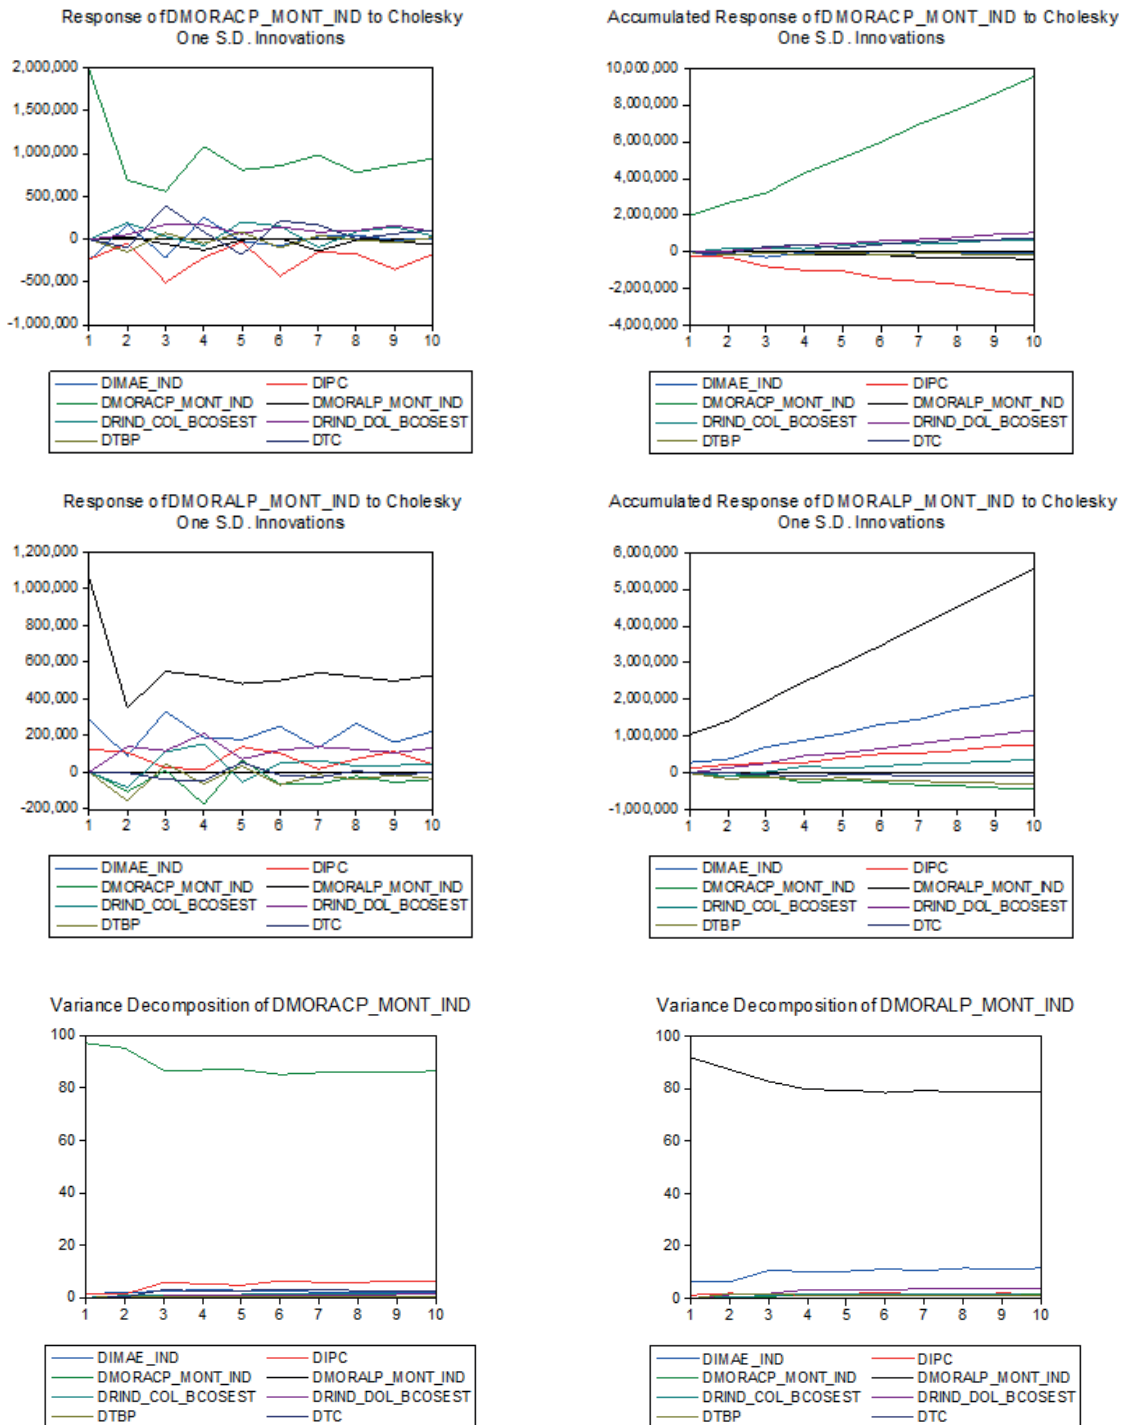 Response of DMORACP_MONT_IND to Cholesky
One S.D. Innovations
2,000,000
1,500,000
1,000,000
500,000
0
-500,000
-1,000,000
1 2 3 4 5 6 7 8 9 10
DIMAE_IND DIPC
DMORACP_MONT_IND DMORALP_MONT_IND
DRIND_COL_BCOSEST DRIND_DOL_BCOSEST
DTBP DTC
Accumulated Response of DMORACP_MONT_IND to Cholesky
One S.D. Innovations
10,000,000
8,000,000
6,000,000
4,000,000
2,000,000
0
-2,000,000
-4,000,000
1 2 3 4 5 6 7 8 9 10
DIMAE_IND DIPC
DMORACP_MONT_IND DMORALP_MONT_IND
DRIND_COL_BCOSEST DRIND_DOL_BCOSEST
DTBP DTC
Response of DMORALP_MONT_IND to Cholesky
One S.D. Innovations
1,200,000
1,000,000
800,000
600,000
400,000
200,000
0
-200,000
1 2 3 4 5 6 7 8 9 10
DIMAE_IND DIPC
DMORACP_MONT_IND DMORALP_MONT_IND
DRIND_COL_BCOSEST DRIND_DOL_BCOSEST
DTBP DTC
Accumulated Response of DMORALP_MONT_IND to Cholesky
One S.D. Innovations
6,000,000
5,000,000
4,000,000
3,000,000
2,000,000
1,000,000
0
-1,000,000
1 2 3 4 5 6 7 8 9 10
DIMAE_IND DIPC
DMORACP_MONT_IND DMORALP_MONT_IND
DRIND_COL_BCOSEST DRIND_DOL_BCOSEST
DTBP DTC
Variance Decomposition of DMORACP_MONT_IND
100
80
60
40
20
0
1 2 3 4 5 6 7 8 9 10
DIMAE_IND DIPC
DMORACP_MONT_IND DMORALP_MONT_IND
DRIND_COL_BCOSEST DRIND_DOL_BCOSEST
DTBP DTC
Variance Decomposition of DMORALP_MONT_IND
100
80
60
40
20
0
1 2 3 4 5 6 7 8 9 10
DIMAE_IND DIPC
DMORACP_MONT_IND DMORALP_MONT_IND
DRIND_COL_BCOSEST DRIND_DOL_BCOSEST
DTBP DTC